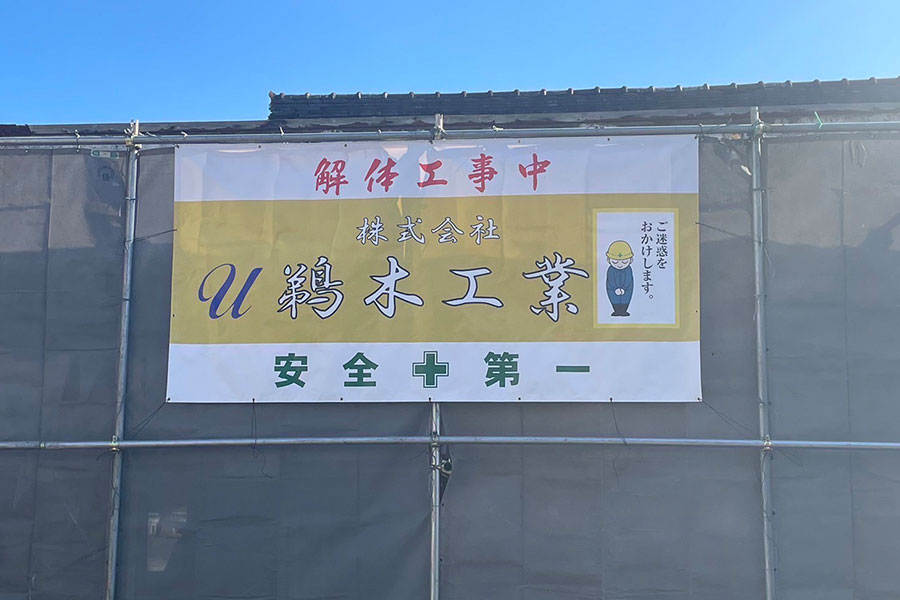 解体工事中
株式会社
U 鵜木工業
ご迷惑を
おかけします。
安全第一